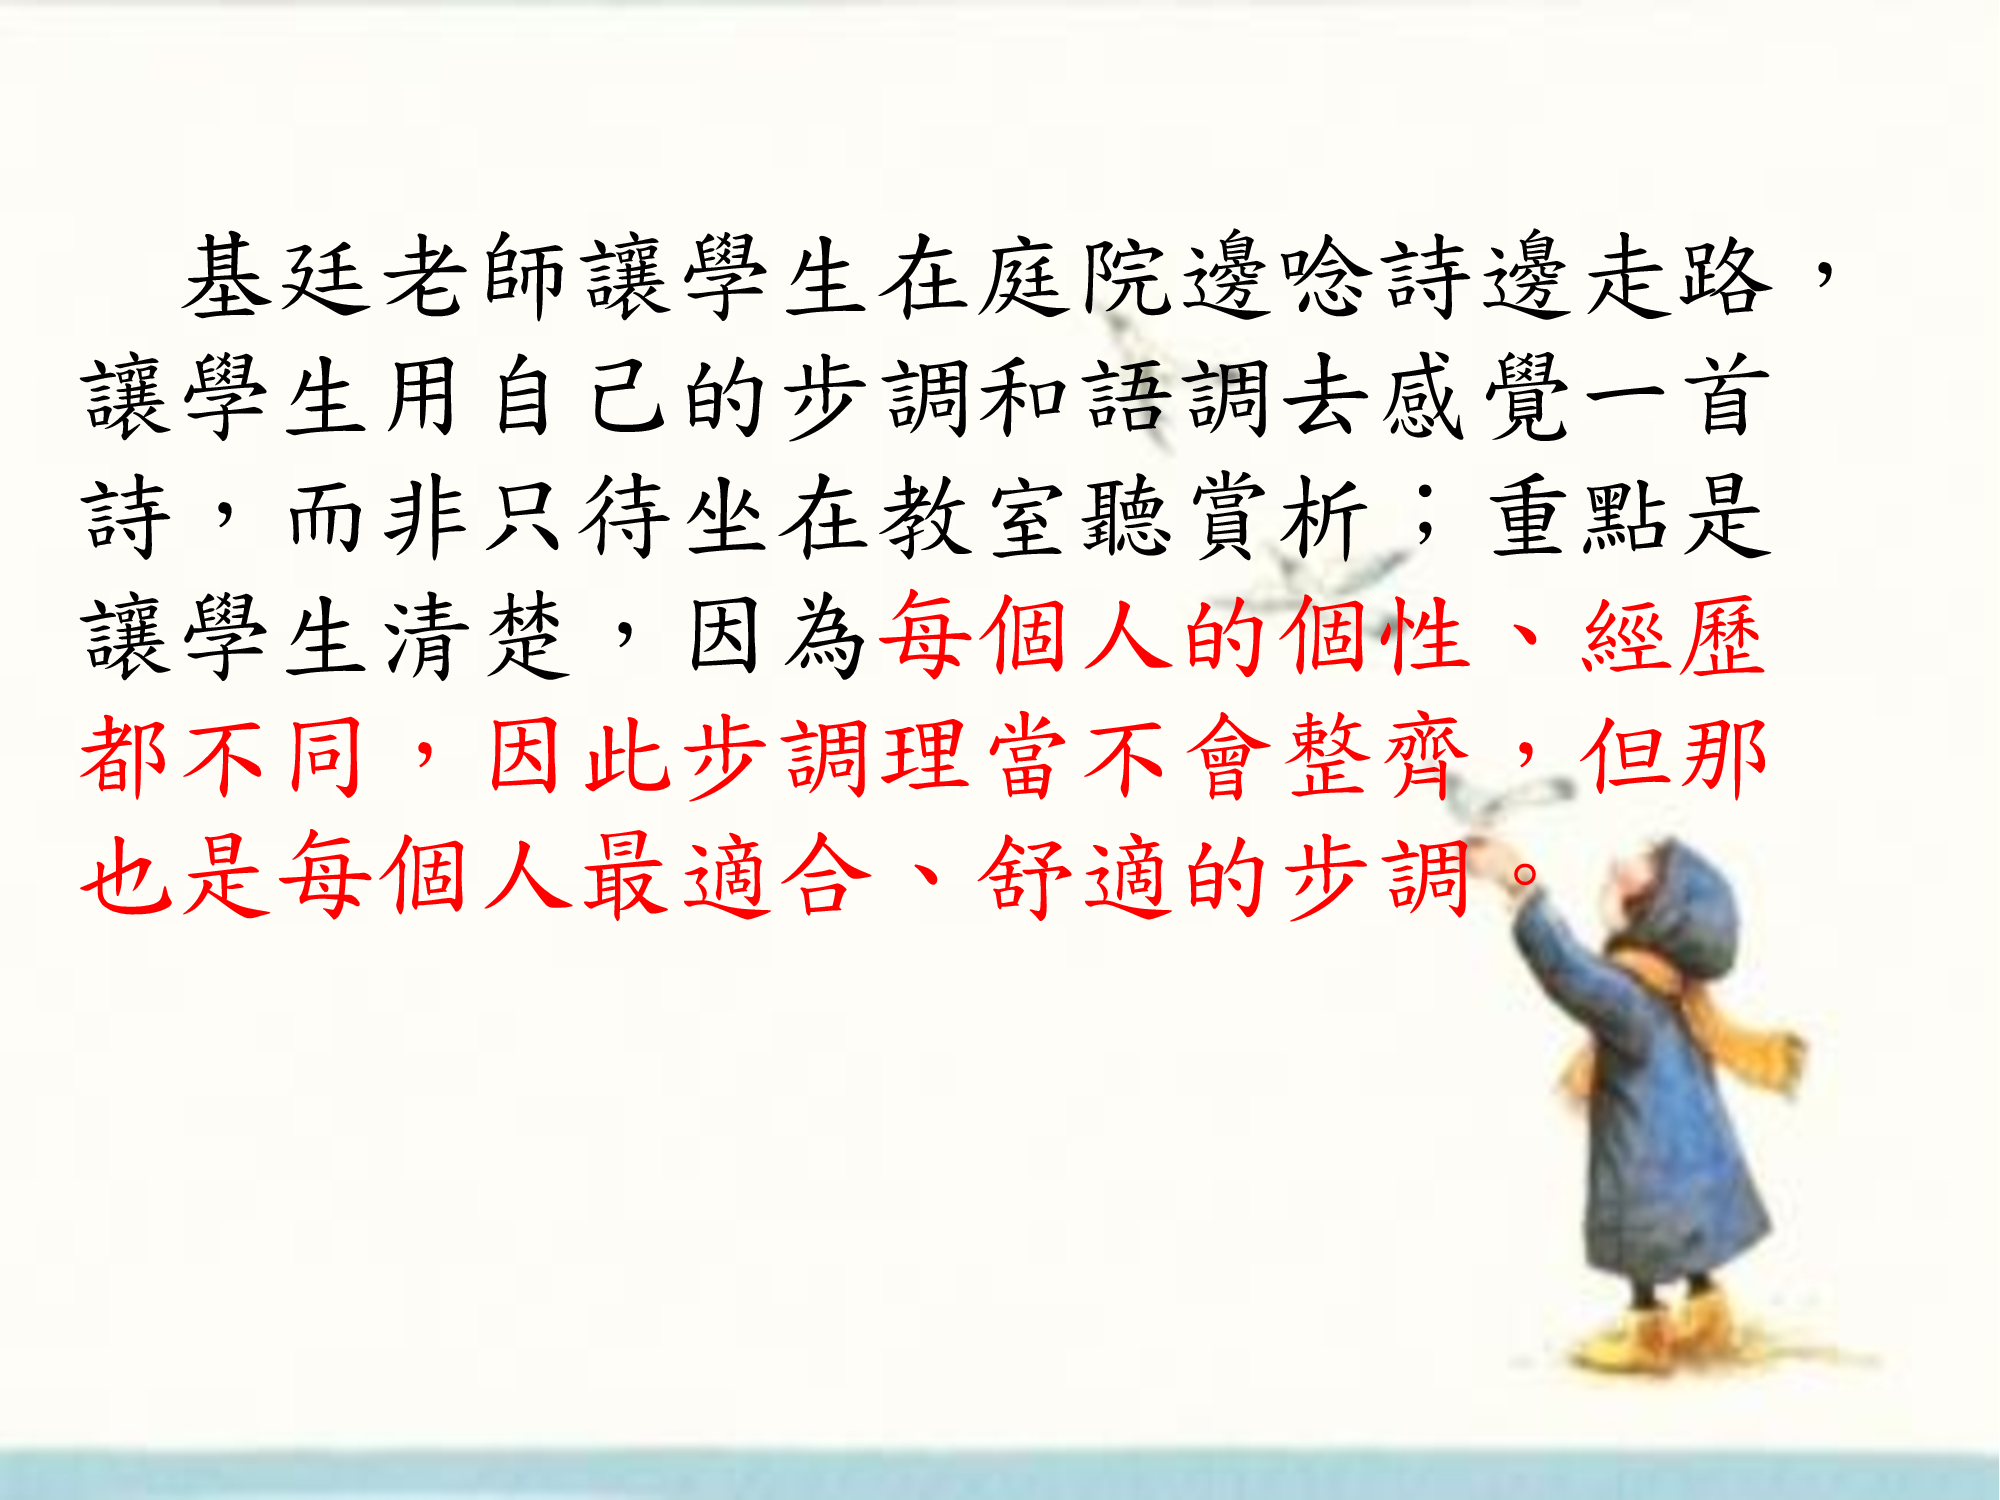 基廷老師讓學生在庭院邊唸詩邊走路，
讓學生用自己的步調和語調去感覺一首
詩，而非只待坐在教室聽賞析；重點是
讓學生清楚，因為每個人的個性、經歷
都不同，因此步調理當不會整齊，但那
也是每個人最適合、舒適的步調。